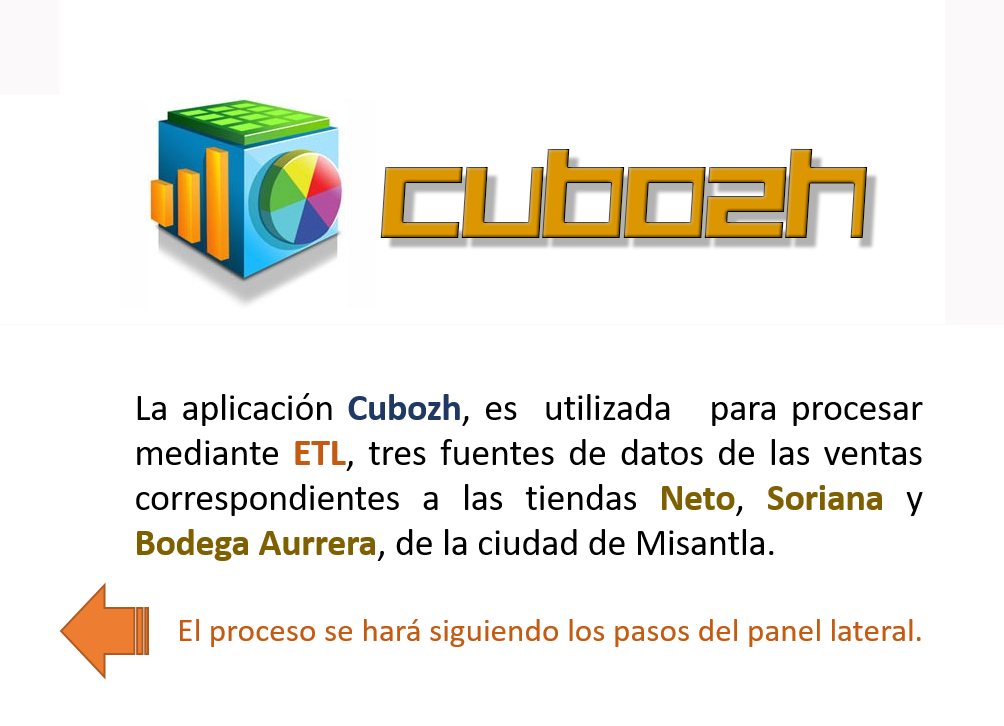 cubozh
La aplicación Cubozh, es utilizada para procesar
mediante ETL, tres fuentes de datos de las ventas
correspondientes a las tiendas Neto, Soriana y
Bodega Aurrera, de la ciudad de Misantla.
El proceso se hará siguiendo los pasos del panel lateral.